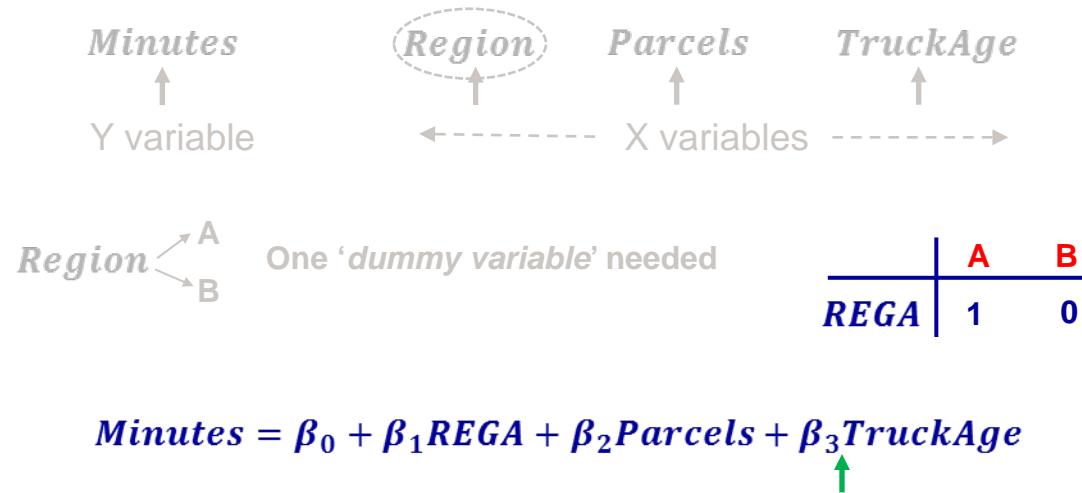 Minutes Region Parcels TruckAge
Y variable X variables
A
Region One ‘dummy variable’ needed
B
A B
REGA 1 0
Minutes = β₀ + β₁REGA + β₂Parcels + β₃TruckAge